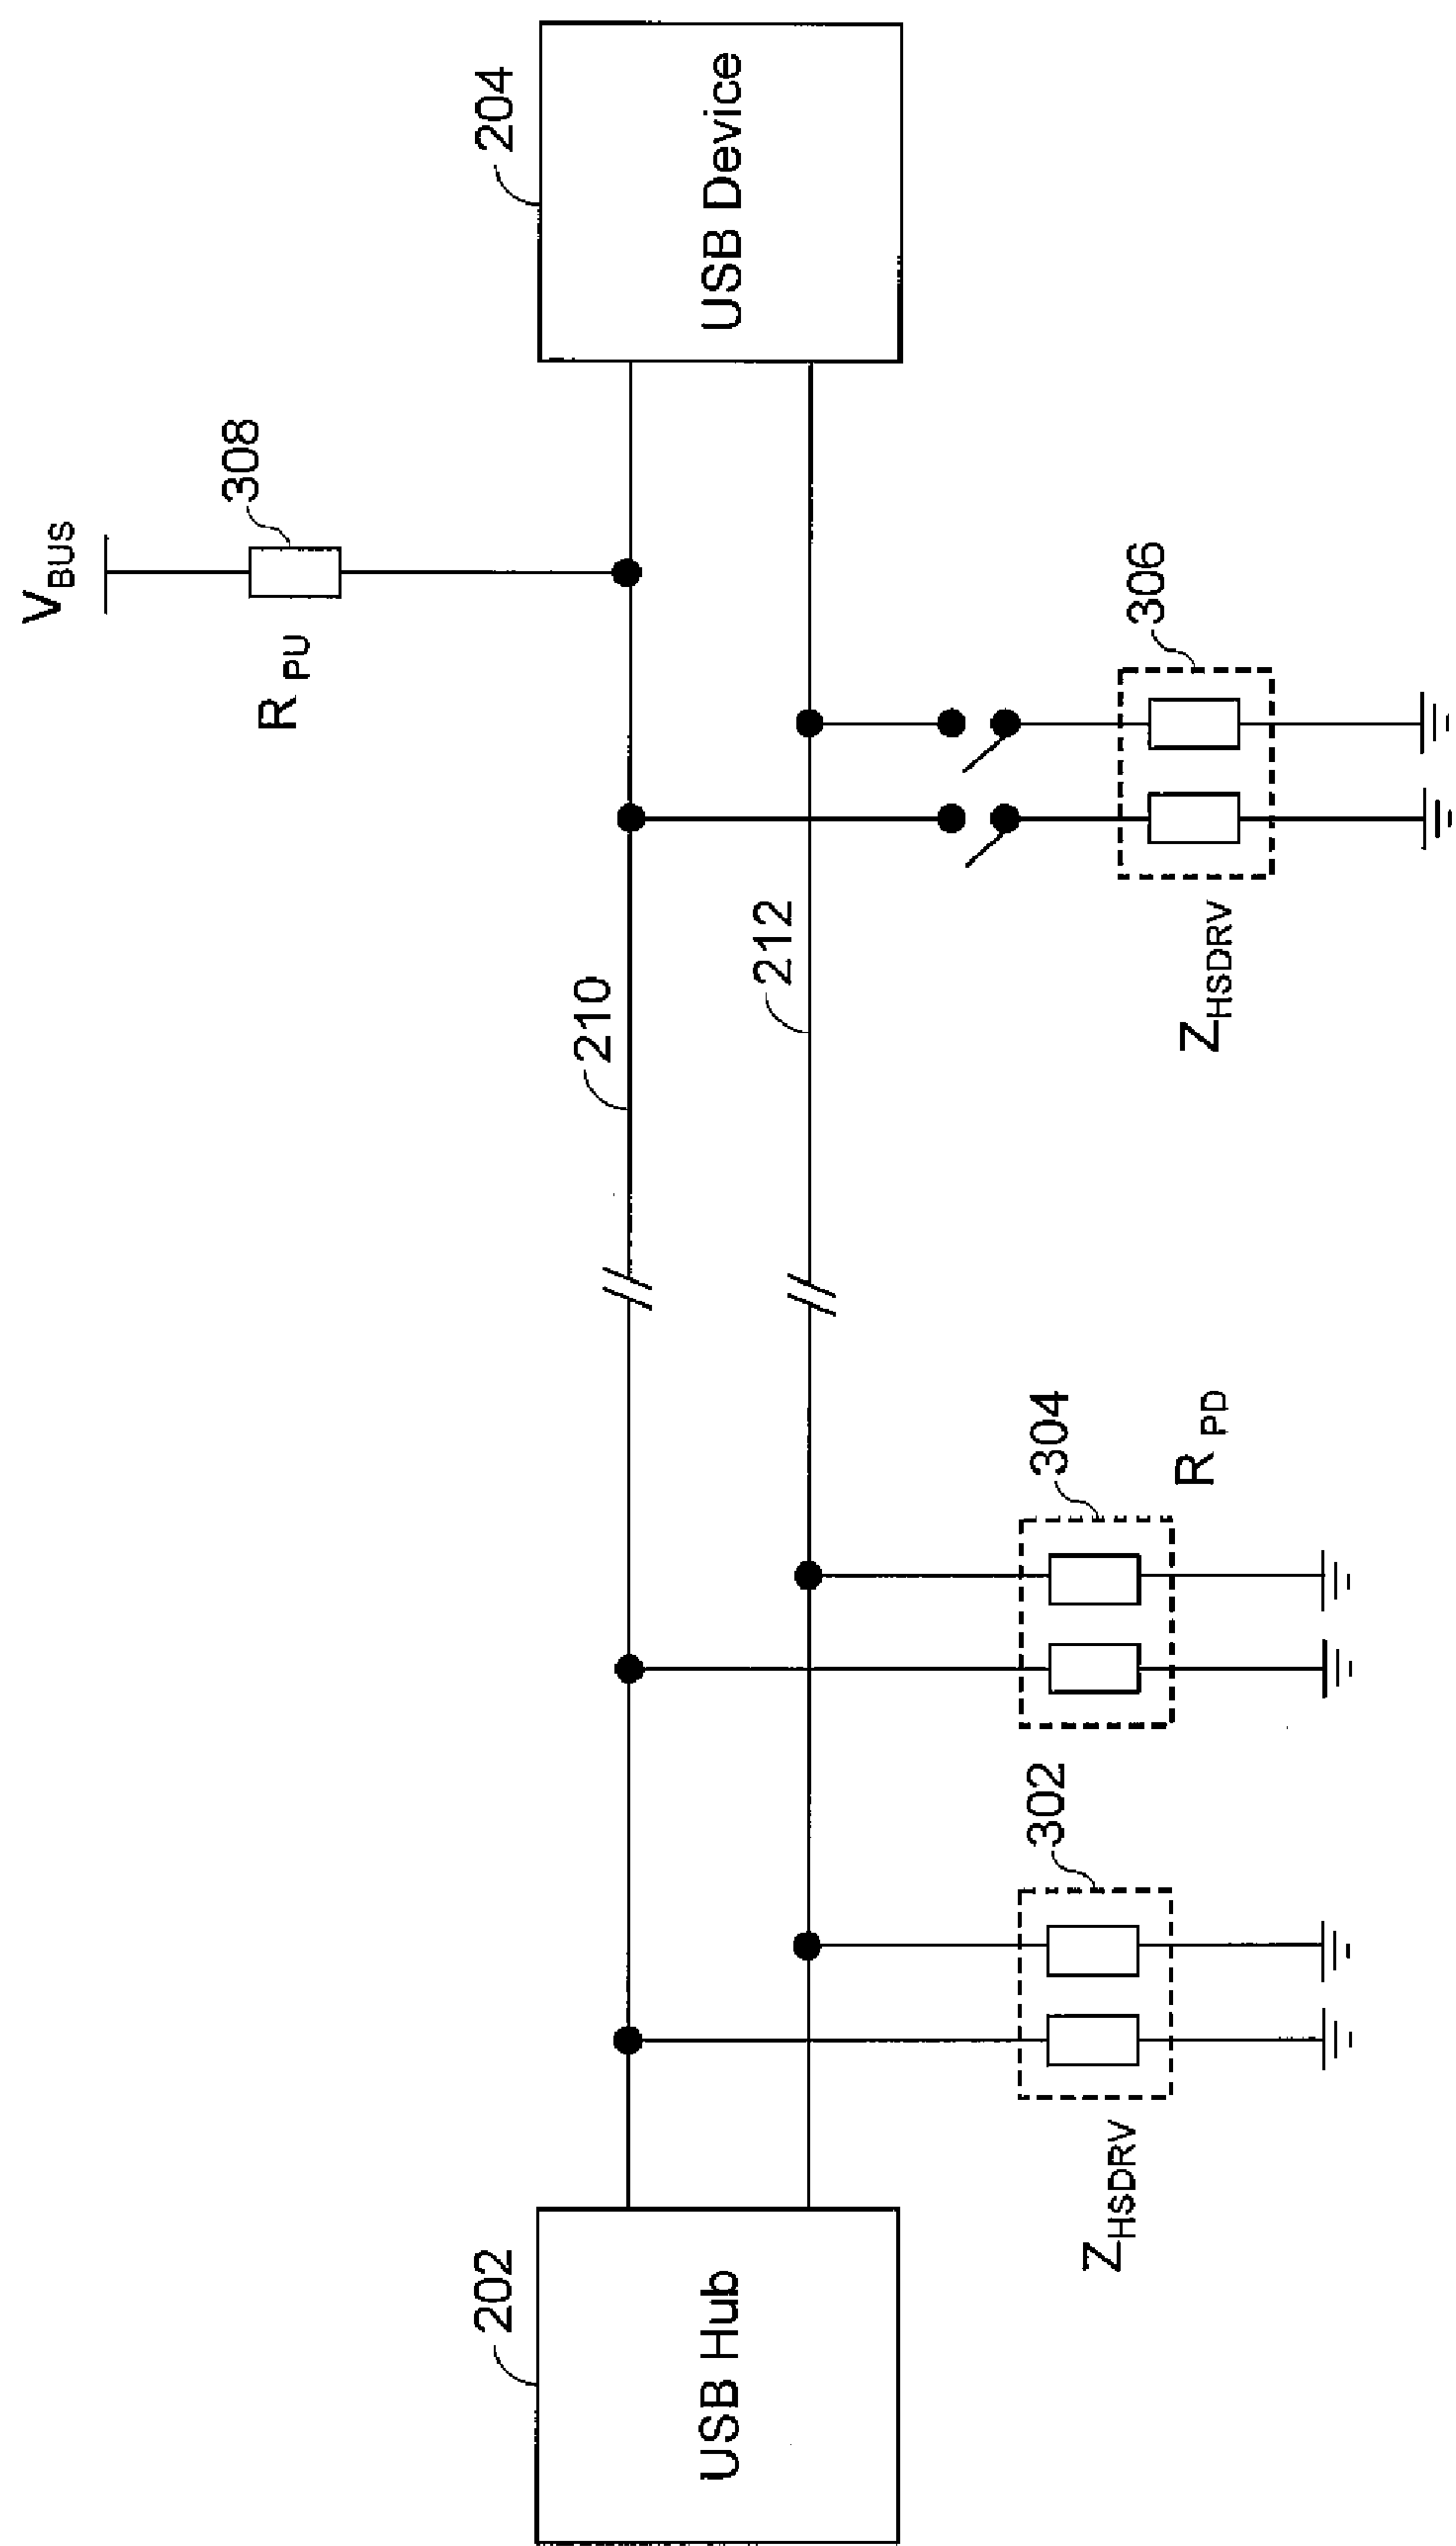 V_BUS
308
R_PU
202
USB Hub
210
212
204
USB Device
302
Z_HSDRV
304
R_PD
306
Z_HSDRV